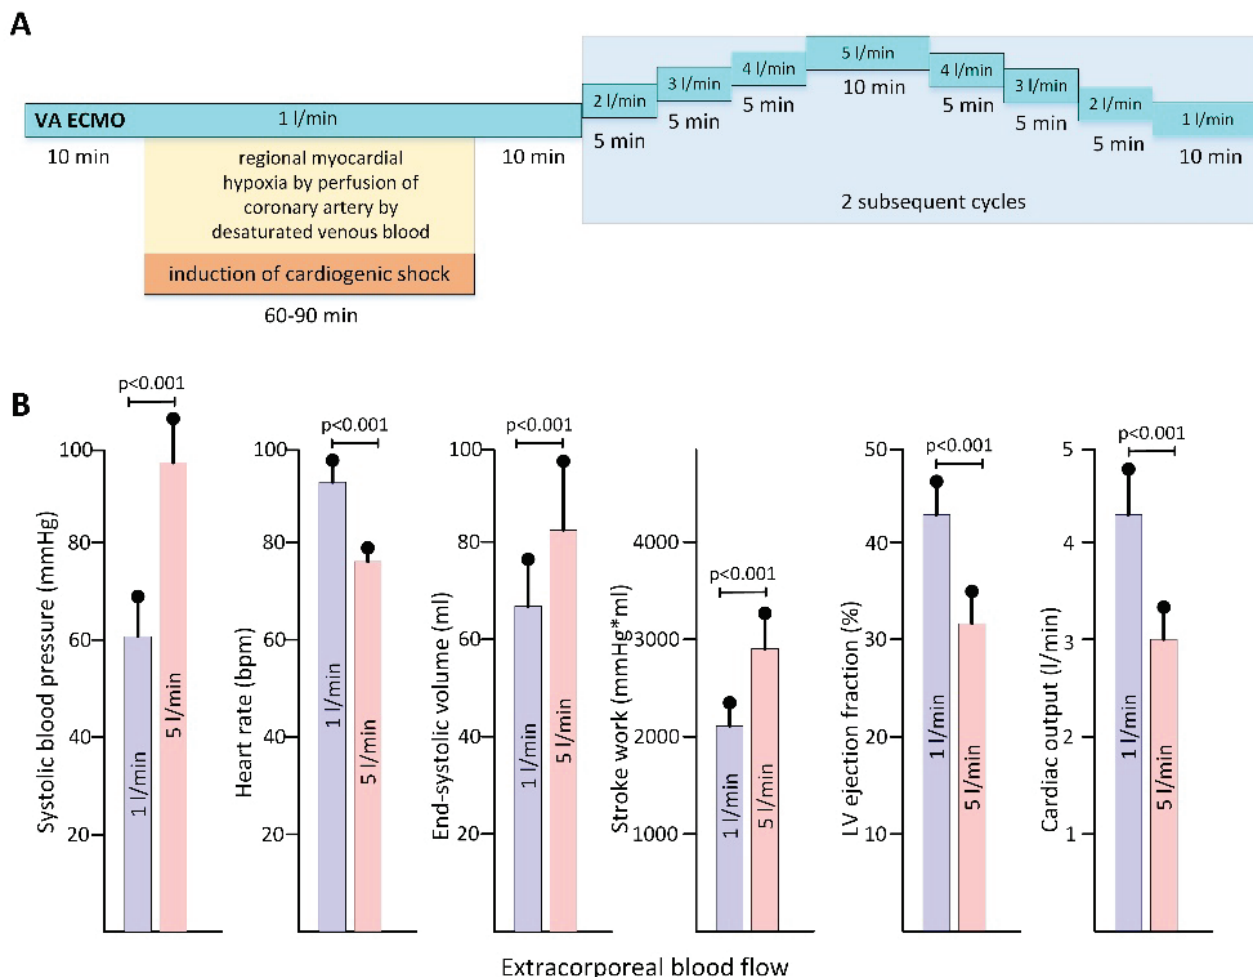 A
VA ECMO
1 l/min
2 l/min
3 l/min
4 l/min
5 l/min
4 l/min
3 l/min
2 l/min
1 l/min
10 min
10 min
5 min
5 min
5 min
10 min
5 min
5 min
5 min
10 min
regional myocardial
hypoxia by perfusion of
coronary artery by
desaturated venous blood
induction of cardiogenic shock
60-90 min
2 subsequent cycles
B
Systolic blood pressure (mmHg)
100
80
60
40
20
p<0.001
1 l/min
5 l/min
Heart rate (bpm)
100
80
60
40
20
p<0.001
1 l/min
5 l/min
End-systolic volume (ml)
100
80
60
40
20
p<0.001
1 l/min
5 l/min
Stroke work (mmHg*ml)
4000
3000
2000
1000
p<0.001
1 l/min
5 l/min
LV ejection fraction (%)
50
40
30
20
10
p<0.001
1 l/min
5 l/min
Cardiac output (l/min)
5
4
3
2
1
p<0.001
1 l/min
5 l/min
Extracorporeal blood flow